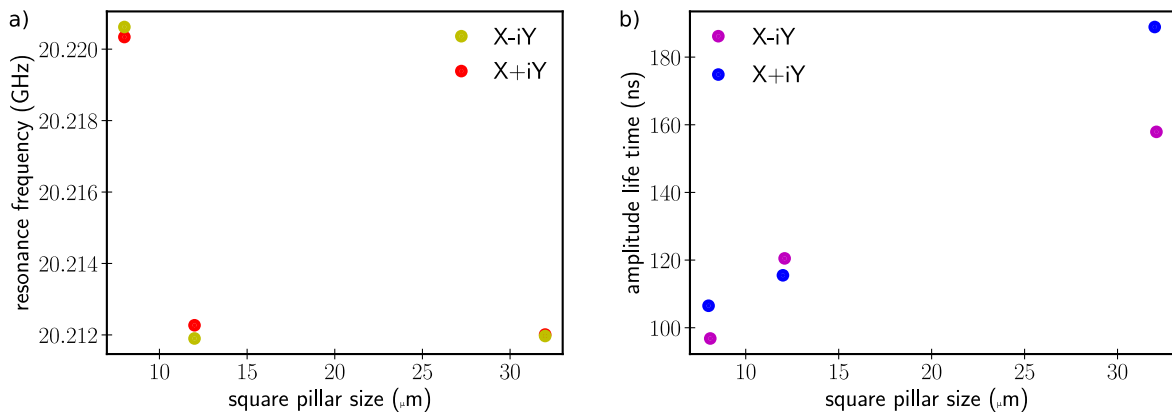 a)
X-iY
X+iY
resonance frequency (GHz)
20.220
20.218
20.216
20.214
20.212
10 15 20 25 30
square pillar size (μm)
b)
X-iY
X+iY
amplitude life time (ns)
180
160
140
120
100
10 15 20 25 30
square pillar size (μm)